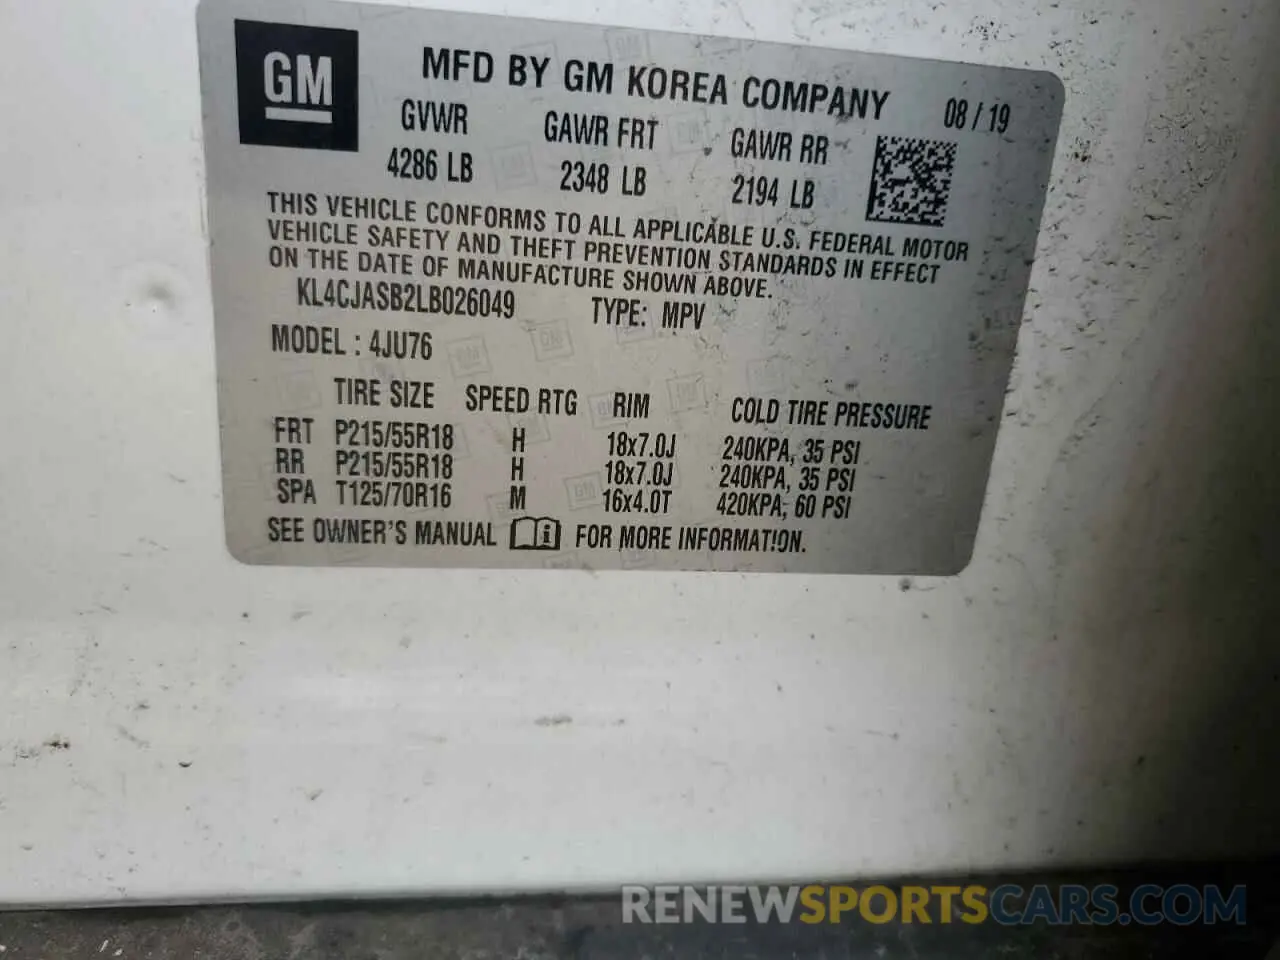 GM
MFD BY GM KOREA COMPANY 08/19
GVWR GAWR FRT GAWR RR
4286 LB 2348 LB 2194 LB
THIS VEHICLE CONFORMS TO ALL APPLICABLE U.S. FEDERAL MOTOR
VEHICLE SAFETY AND THEFT PREVENTION STANDARDS IN EFFECT
ON THE DATE OF MANUFACTURE SHOWN ABOVE.
KL4CJASB2LB026049 TYPE: MPV
MODEL : 4JU76
TIRE SIZE SPEED RTG RIM COLD TIRE PRESSURE
FRT P215/55R18 H 18x7.0J 240KPA, 35 PSI
RR P215/55R18 H 18x7.0J 240KPA, 35 PSI
SPA T125/70R16 M 16x4.0T 420KPA, 60 PSI
SEE OWNER'S MANUAL i FOR MORE INFORMATION.
RENEWSPORTSCARS.COM